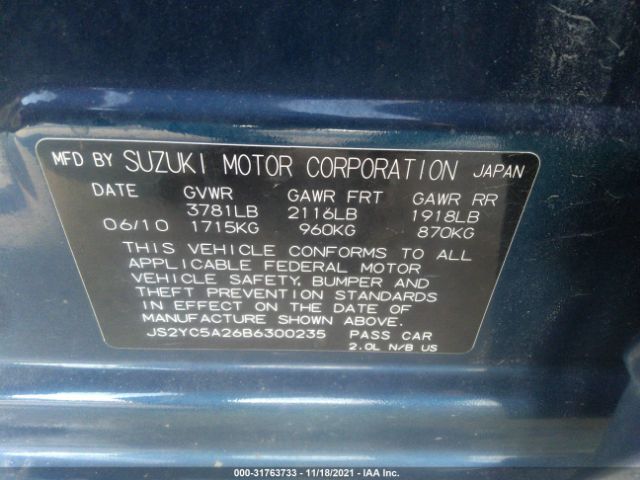 MFD BY SUZUKI MOTOR CORPORATION JAPAN
DATE GVWR GAWR FRT GAWR RR
3781LB 2116LB 1918LB
06/10 1715KG 960KG 870KG
THIS VEHICLE CONFORMS TO ALL
APPLICABLE FEDERAL MOTOR
VEHICLE SAFETY, BUMPER AND
THEFT PREVENTION STANDARDS
IN EFFECT ON THE DATE OF
MANUFACTURE SHOWN ABOVE.
JS2YC5A26B6300235 PASS CAR
2.0L N/B US
000-31763733 - 11/18/2021 - IAA Inc.